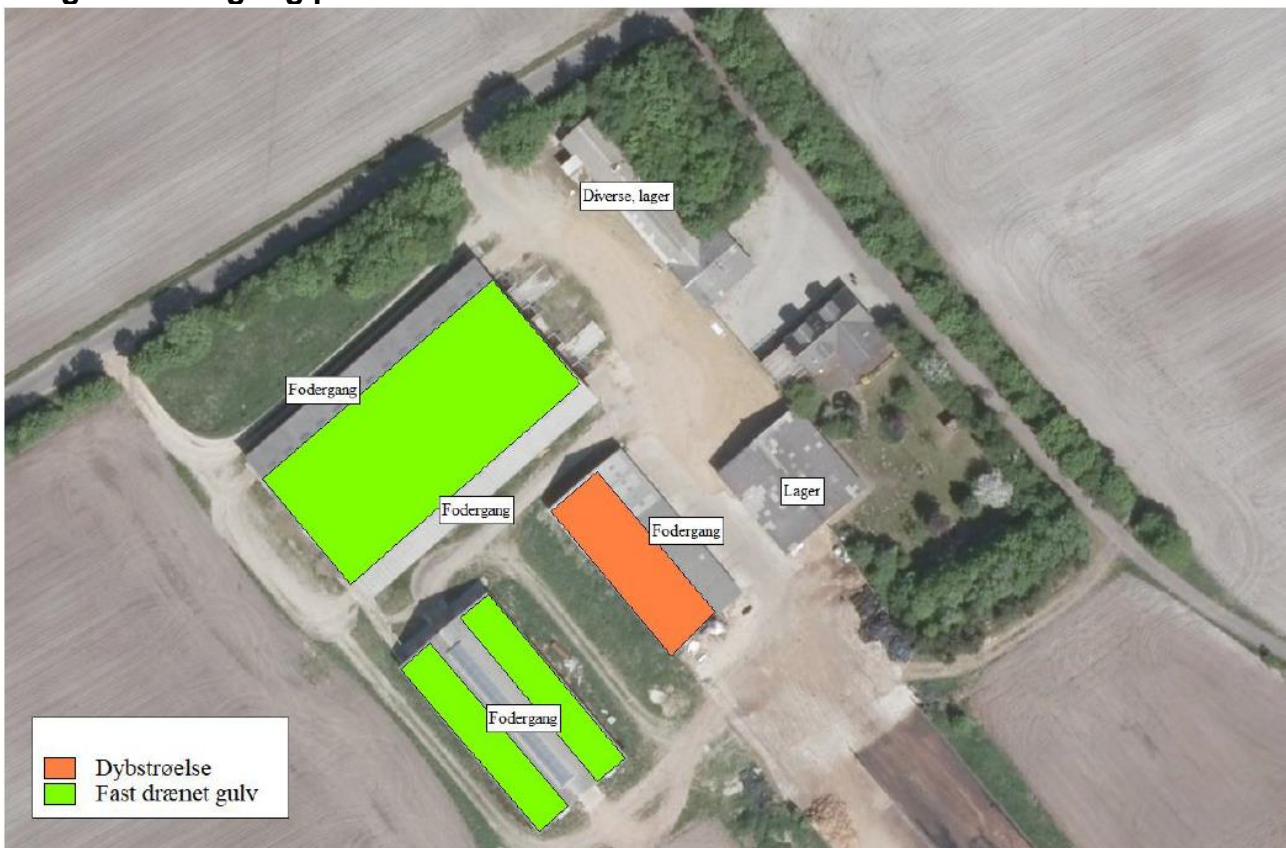 Diverse, lager
Fodergang
Lager
Fodergang
Fodergang
Fodergang
Dybstrøelse
Fast drænet gulv